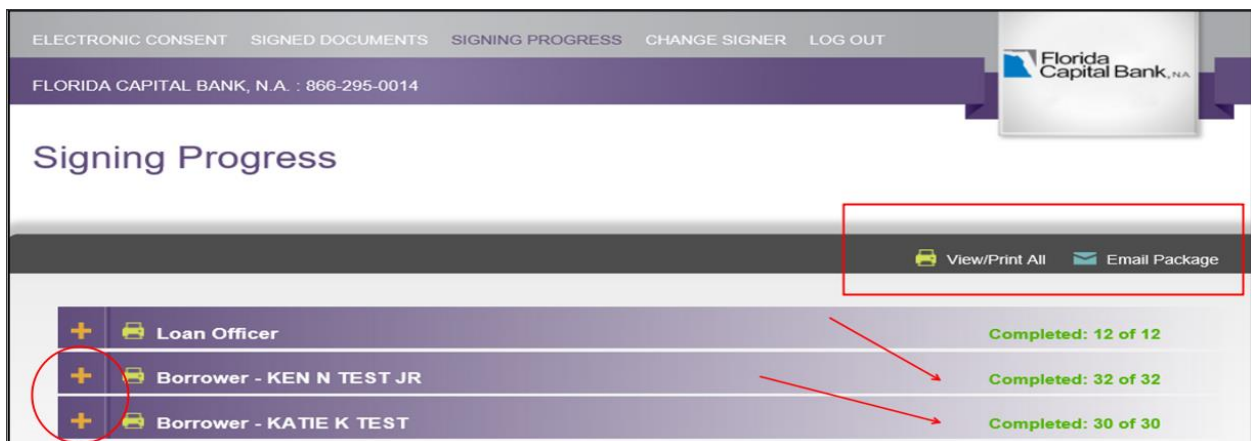 ELECTRONIC CONSENT SIGNED DOCUMENTS SIGNING PROGRESS CHANGE SIGNER LOG OUT
Florida
Capital Bank, NA
FLORIDA CAPITAL BANK, N.A. : 866-295-0014
Signing Progress
View/Print All Email Package
Loan Officer Completed: 12 of 12
Borrower - KEN N TEST JR Completed: 32 of 32
Borrower - KATIE K TEST Completed: 30 of 30